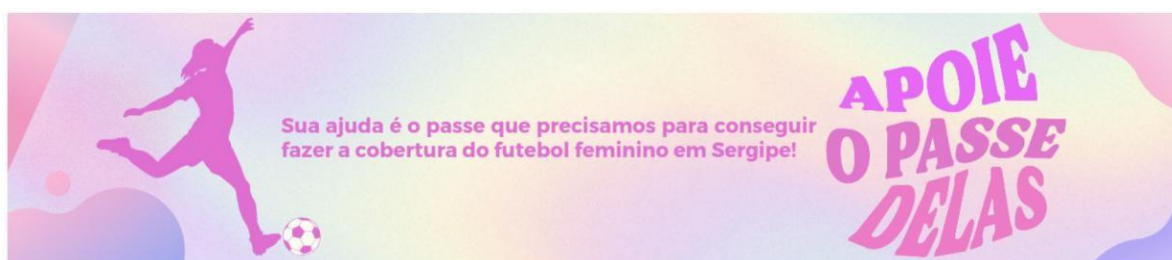 Sua ajuda é o passe que precisamos para conseguir
fazer a cobertura do futebol feminino em Sergipe!
APOIE
O PASSE
DELAS